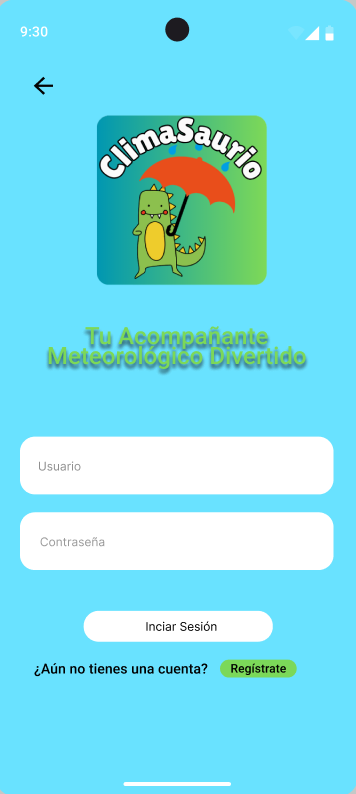 9:30
ClimaSaurio
Tu Acompañante
Meteorológico Divertido
Usuario
Contraseña
Inciar Sesión
¿Aún no tienes una cuenta? Regístrate